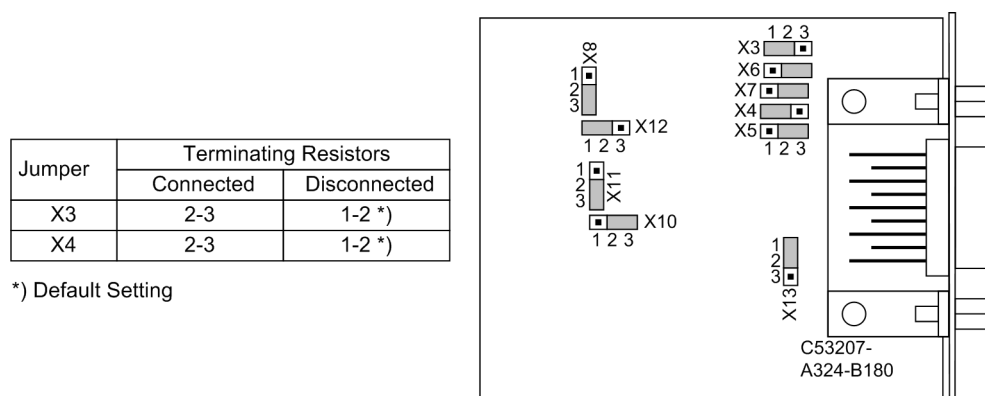 Jumper
Terminating Resistors
Connected
Disconnected
X3
2-3
1-2 *)
X4
2-3
1-2 *)
*) Default Setting
1 2 3
X3
X6
X7
X4
X5
1 2 3
X8
1
2
3
X12
1 2 3
1
2
3
X11
X10
1 2 3
1
2
3
X13
C53207-
A324-B180